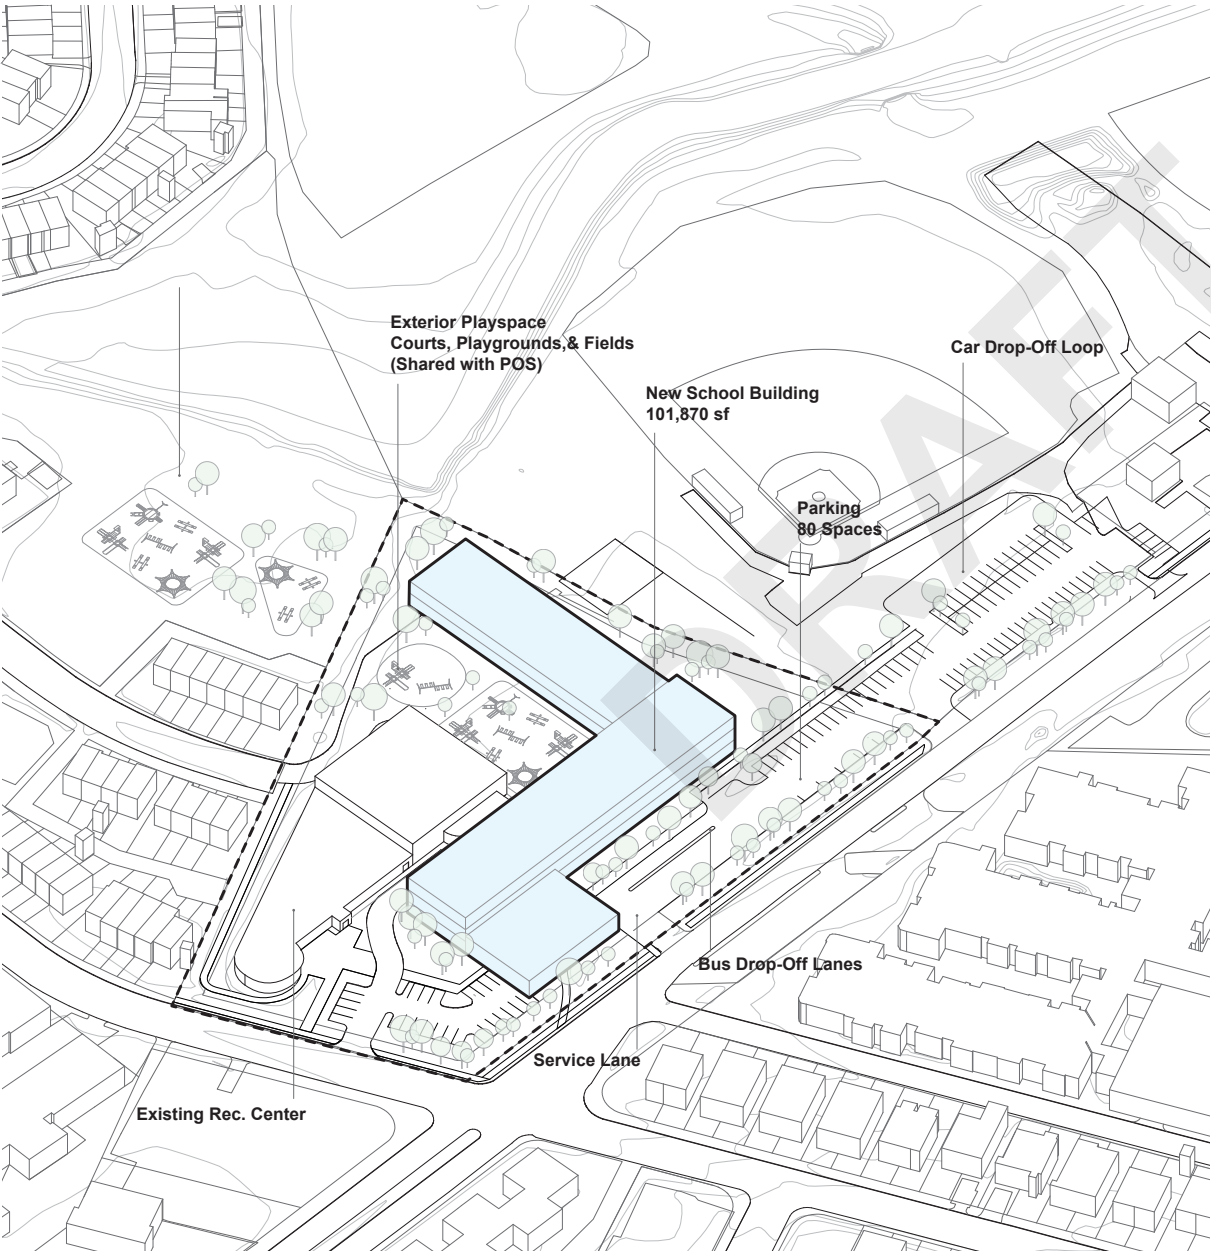 Exterior Playspace
Courts, Playgrounds,& Fields
(Shared with POS)
Car Drop-Off Loop
New School Building
101,870 sf
Parking
80 Spaces
DRAFT
Bus Drop-Off Lanes
Service Lane
Existing Rec. Center